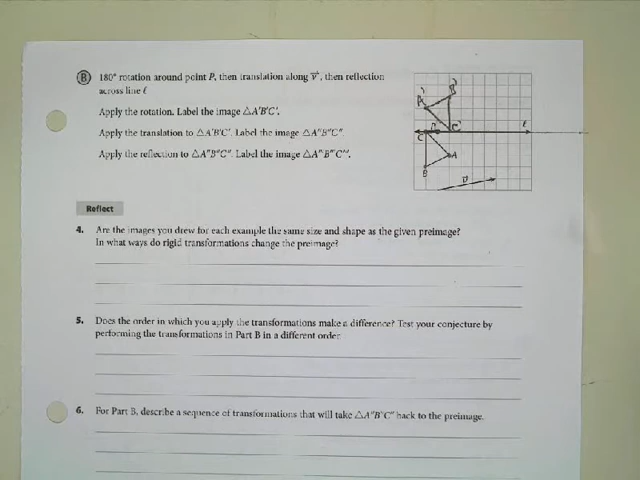 B 180° rotation around point P, then translation along v⃗, then reflection
across line ℓ
Apply the rotation. Label the image △A′B′C′.
Apply the translation to △A′B′C′. Label the image △A″B″C″.
Apply the reflection to △A″B″C″. Label the image △A‴B‴C‴.
A′
B′
C′
P
ℓ
C
A
B
v⃗
Reflect
4. Are the images you drew for each example the same size and shape as the given preimage?
In what ways do rigid transformations change the preimage?
5. Does the order in which you apply the transformations make a difference? Test your conjecture by
performing the transformations in Part B in a different order
6. For Part B, describe a sequence of transformations that will take △A″B″C″ back to the preimage.